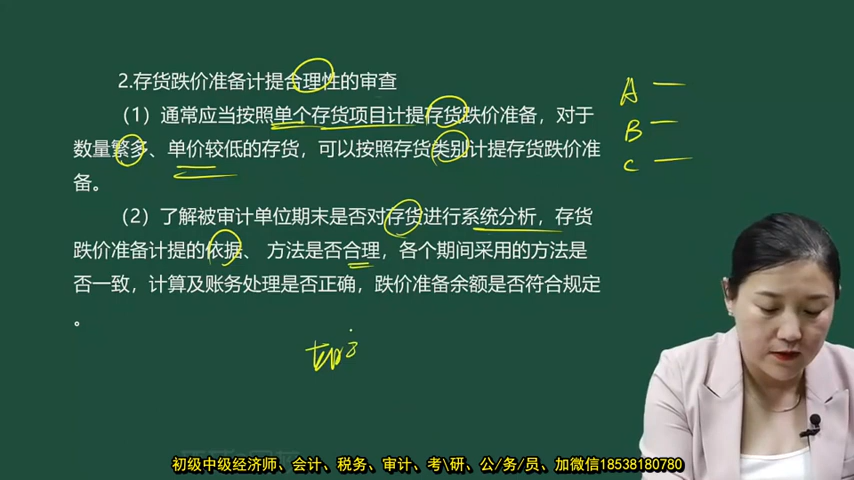 2.存货跌价准备计提合理性的审查
（1）通常应当按照单个存货项目计提存货跌价准备，对于
数量繁多、单价较低的存货，可以按照存货类别计提存货跌价准
备。
（2）了解被审计单位期末是否对存货进行系统分析，存货
跌价准备计提的依据、方法是否合理，各个期间采用的方法是
否一致，计算及账务处理是否正确，跌价准备余额是否符合规定
。
A
B
C
初级中级经济师、会计、税务、审计、考\研、公/务/员、加微信18538180780